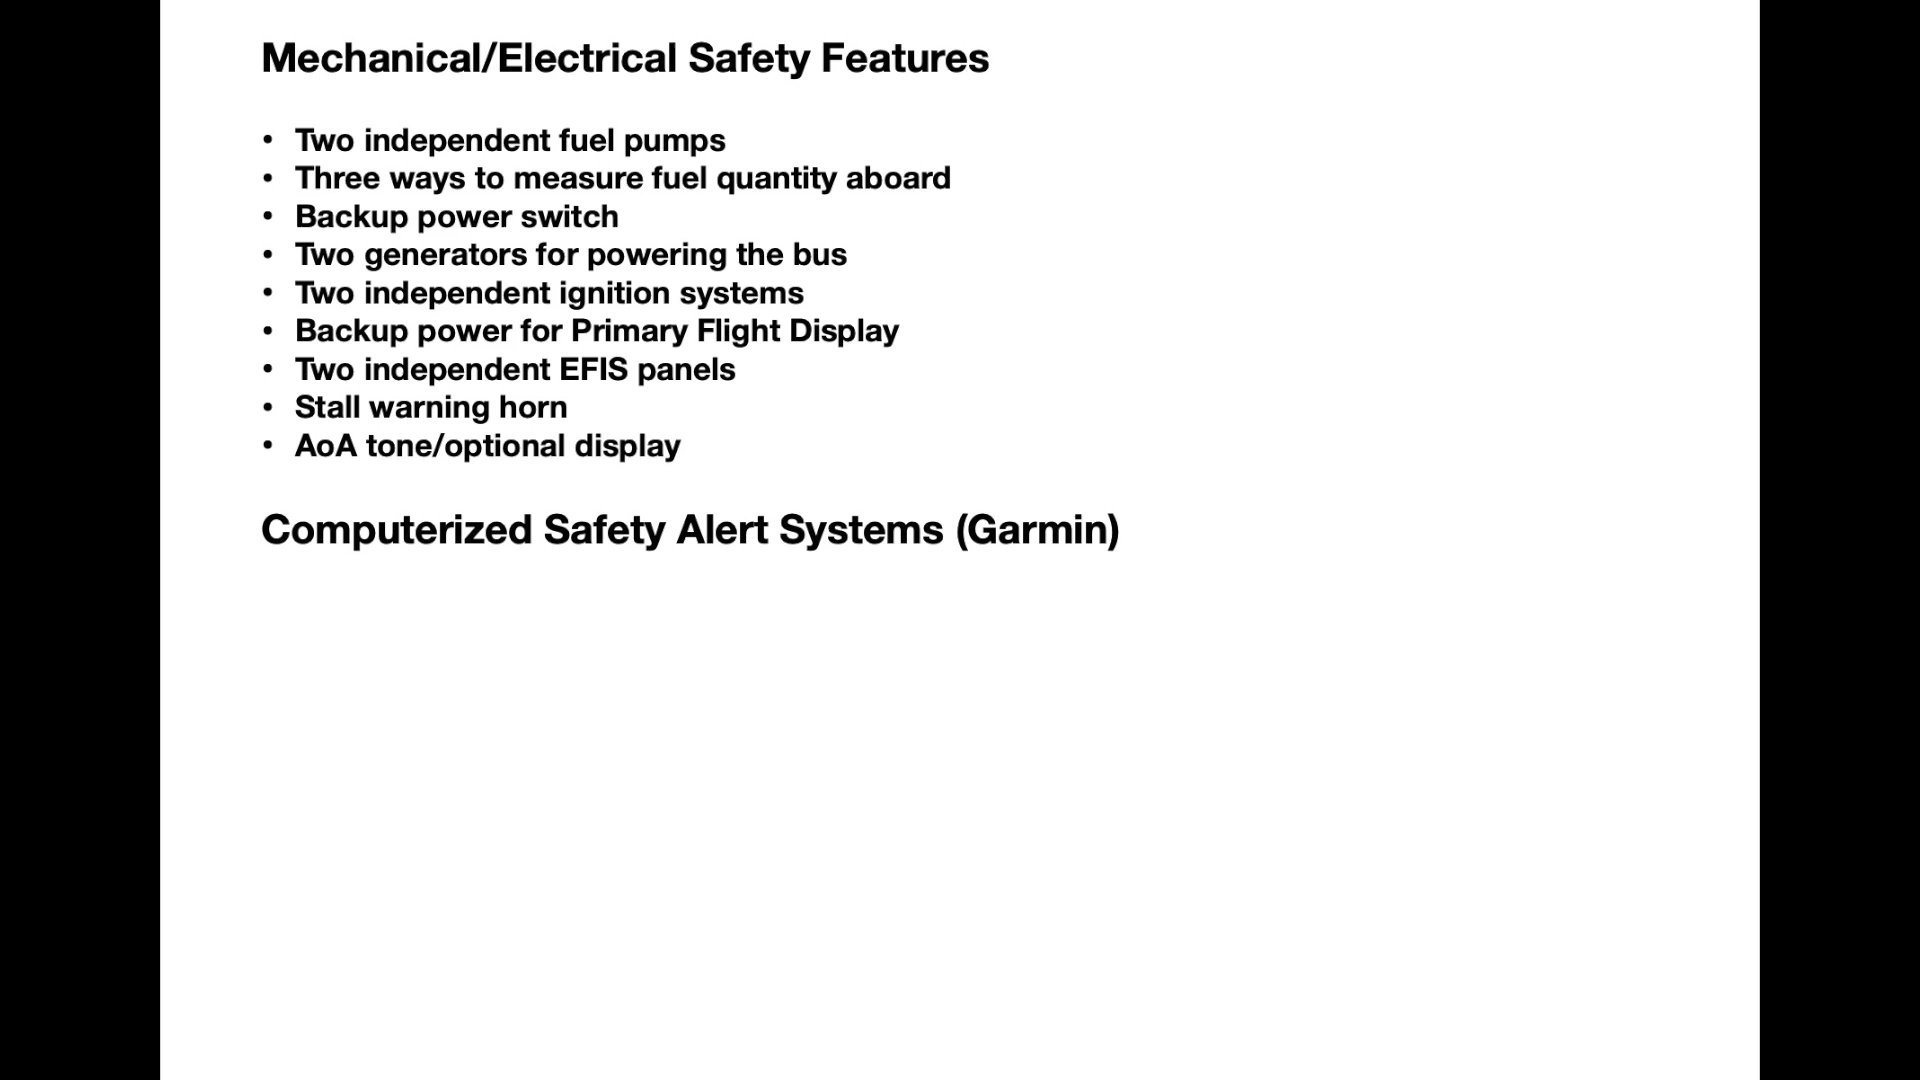 Mechanical/Electrical Safety Features
• Two independent fuel pumps
• Three ways to measure fuel quantity aboard
• Backup power switch
• Two generators for powering the bus
• Two independent ignition systems
• Backup power for Primary Flight Display
• Two independent EFIS panels
• Stall warning horn
• AoA tone/optional display
Computerized Safety Alert Systems (Garmin)